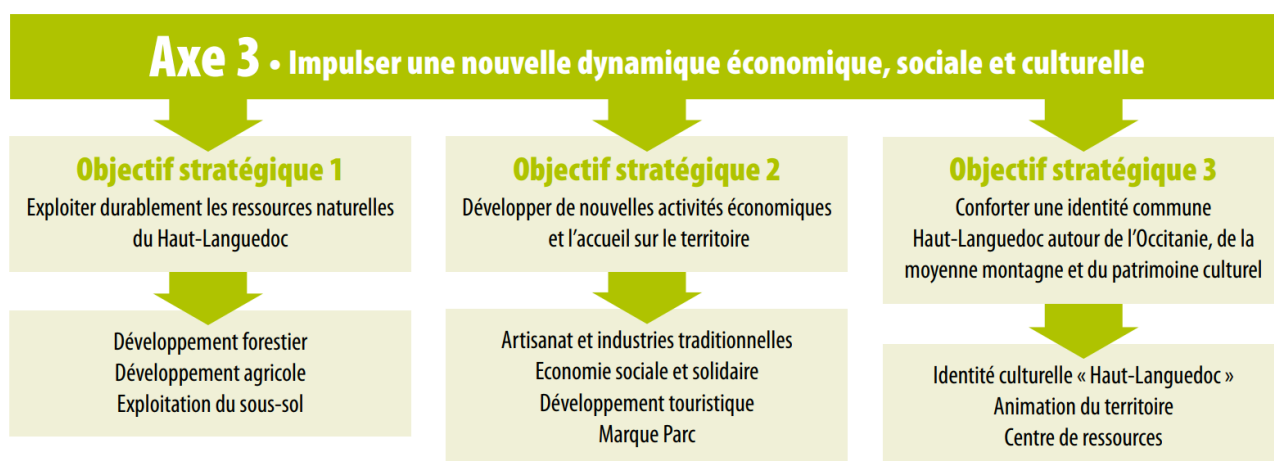 Axe 3 • Impulser une nouvelle dynamique économique, sociale et culturelle
Objectif stratégique 1
Exploiter durablement les ressources naturelles
du Haut-Languedoc
Développement forestier
Développement agricole
Exploitation du sous-sol
Objectif stratégique 2
Développer de nouvelles activités économiques
et l’accueil sur le territoire
Artisanat et industries traditionnelles
Economie sociale et solidaire
Développement touristique
Marque Parc
Objectif stratégique 3
Conforter une identité commune
Haut-Languedoc autour de l’Occitanie, de la
moyenne montagne et du patrimoine culturel
Identité culturelle « Haut-Languedoc »
Animation du territoire
Centre de ressources